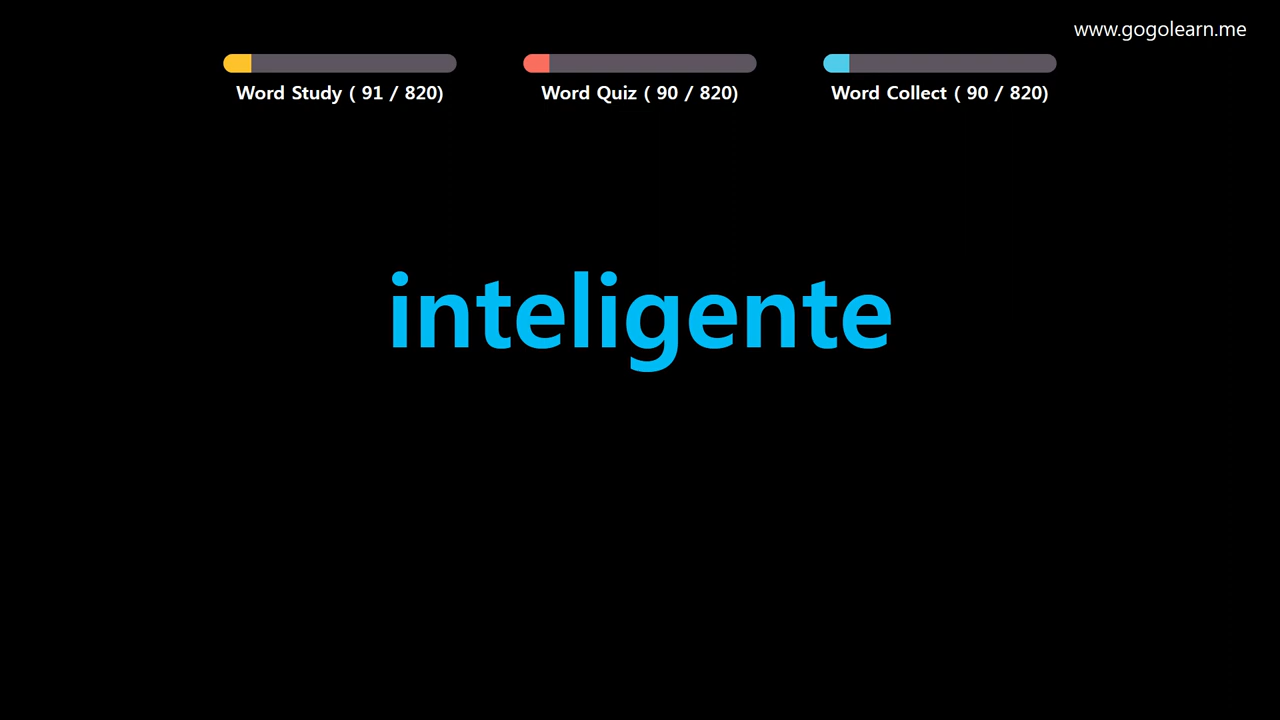 www.gogolearn.me
Word Study ( 91 / 820)
Word Quiz ( 90 / 820)
Word Collect ( 90 / 820)
inteligente